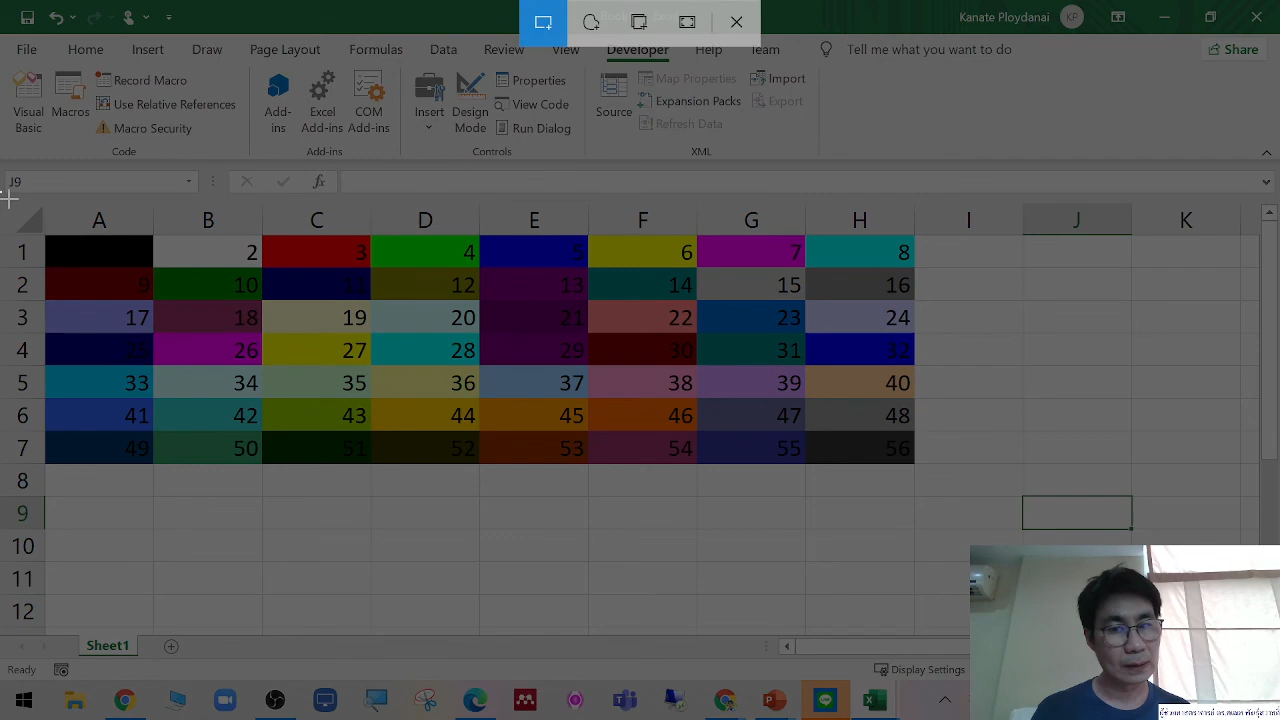 Kanate Ploydanai KP
File Home Insert Draw Page Layout Formulas Data Review View Developer Help Team Tell me what you want to do Share
Visual Basic
Macros
Record Macro
Use Relative References
Macro Security
Code
Add-ins
Excel Add-ins
COM Add-ins
Add-ins
Insert
Design Mode
Properties
View Code
Run Dialog
Controls
Source
Map Properties
Expansion Packs
Refresh Data
Import
Export
XML
J9
fx
A B C D E F G H I J K
1 2 3 4 5 6 7 8
2 9 10 11 12 13 14 15 16
3 17 18 19 20 21 22 23 24
4 25 26 27 28 29 30 31 32
5 33 34 35 36 37 38 39 40
6 41 42 43 44 45 46 47 48
7 49 50 51 52 53 54 55 56
8
9
10
11
12
Sheet1
Ready
Display Settings